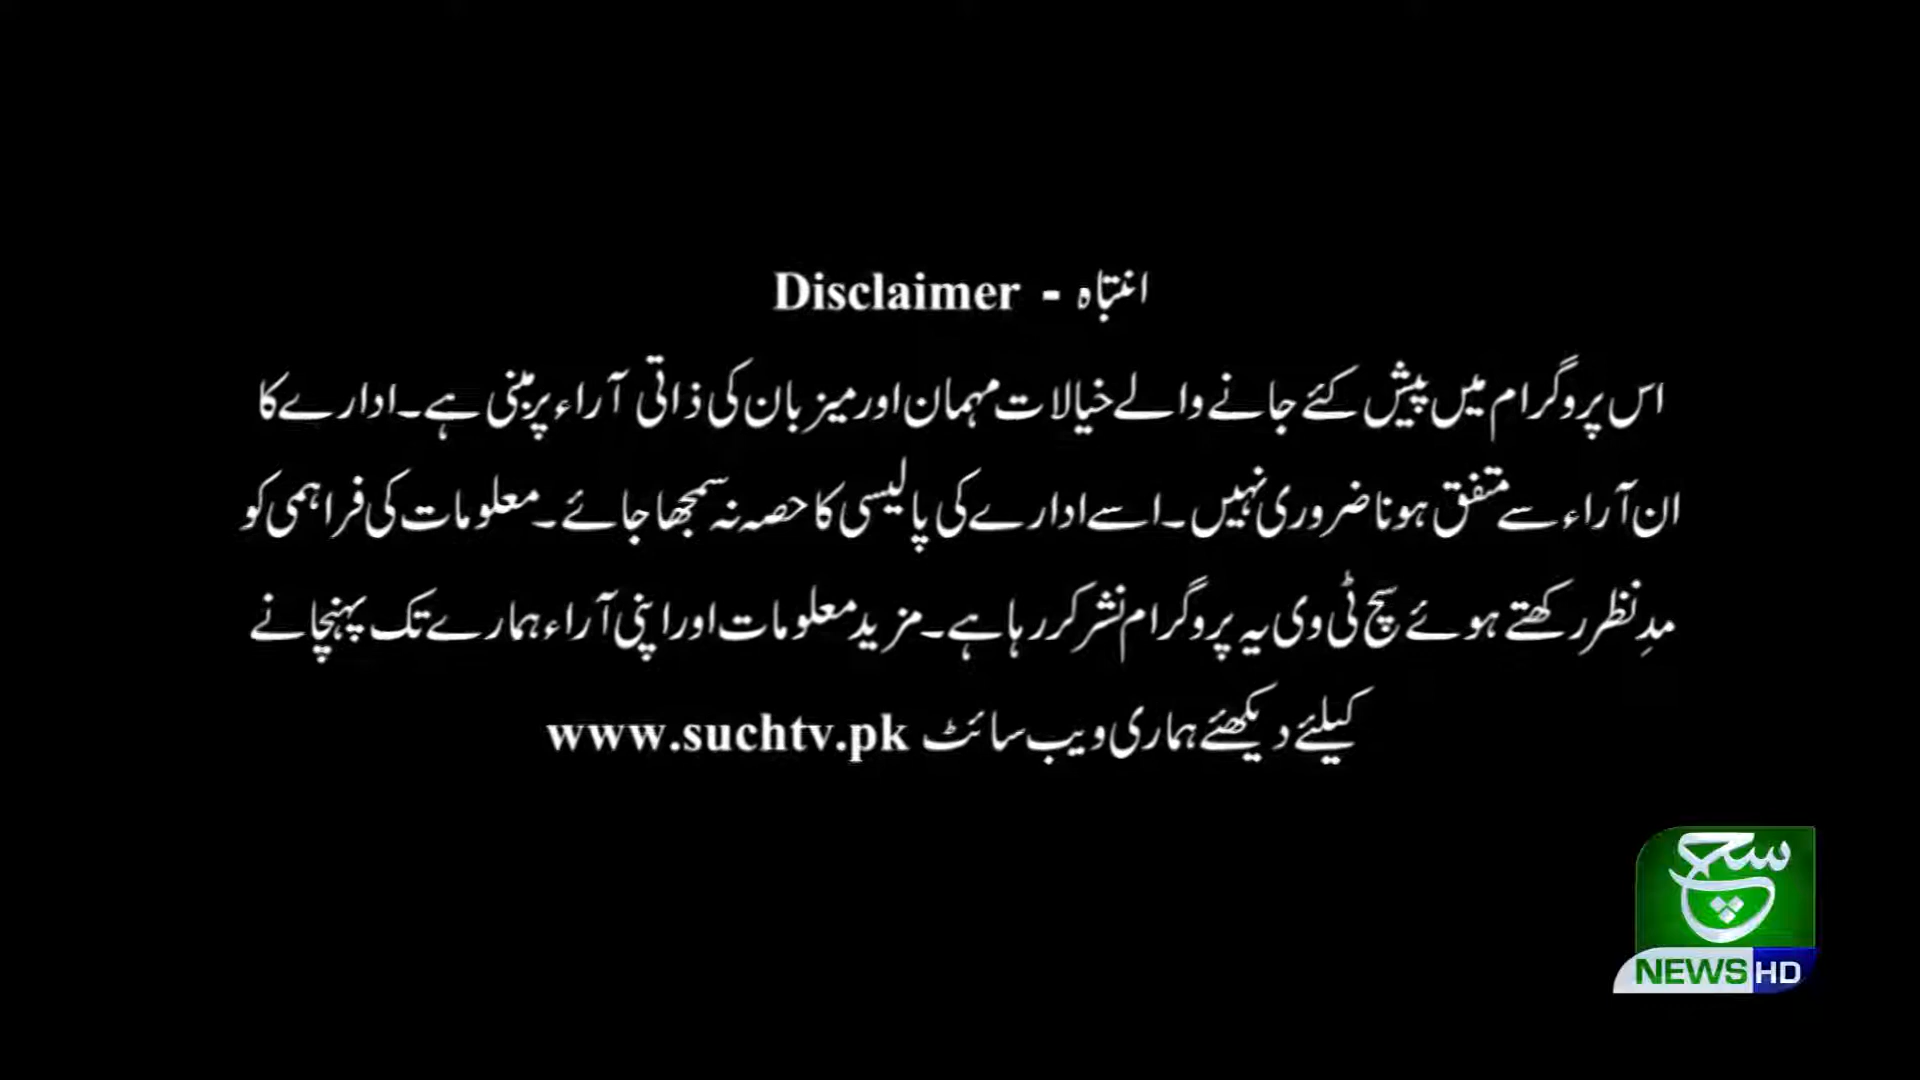 انتباہ - Disclaimer
اس پروگرام میں پیش کئے جانے والے خیالات مہمان اور میزبان کی ذاتی آراء پر مبنی ہے۔ ادارے کا
ان آراء سے متفق ہونا ضروری نہیں۔ اسے ادارے کی پالیسی کا حصہ نہ سمجھا جائے۔ معلومات کی فراہمی کو
مدِنظر رکھتے ہوئے سچ ٹی وی یہ پروگرام نشر کر رہا ہے۔ مزید معلومات اور اپنی آراء ہمارے تک پہنچانے
کیلئے دیکھئے ہماری ویب سائٹ www.suchtv.pk
سچ
NEWS HD